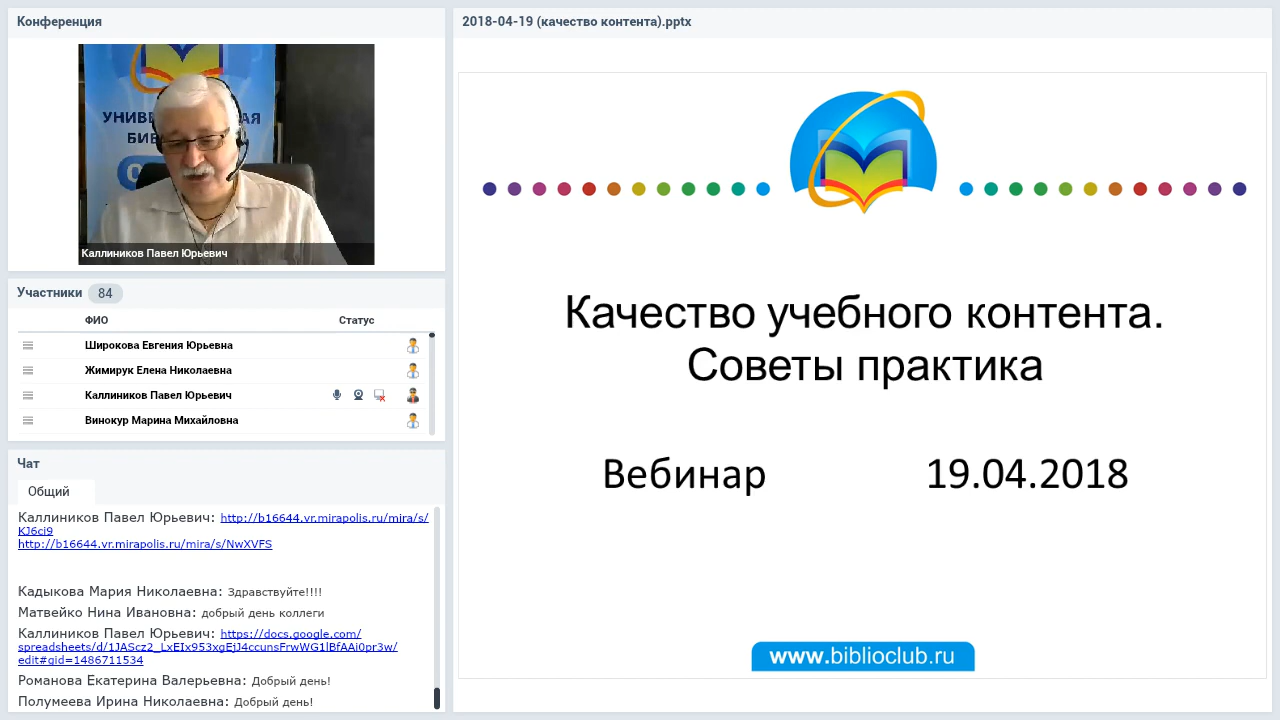 Конференция
УНИВЕ
АЯ
БИБ
Каллиников Павел Юрьевич
Участники 84
ФИО Статус
Широкова Евгения Юрьевна
Жимирук Елена Николаевна
Каллиников Павел Юрьевич
Винокур Марина Михайловна
Чат
Общий
Каллиников Павел Юрьевич: http://b16644.vr.mirapolis.ru/mira/s/
KJ6ci9
http://b16644.vr.mirapolis.ru/mira/s/NwXVFS
Кадыкова Мария Николаевна: Здравствуйте!!!!
Матвейко Нина Ивановна: добрый день коллеги
Каллиников Павел Юрьевич: https://docs.google.com/
spreadsheets/d/1JAScz2_LxEIx953xgEjJ4ccunsFrwWG1lBfAAi0pr3w/
edit#gid=1486711534
Романова Екатерина Валерьевна: Добрый день!
Полумеева Ирина Николаевна: Добрый день!
2018-04-19 (качество контента).pptx
Качество учебного контента.
Советы практика
Вебинар 19.04.2018
www.biblioclub.ru